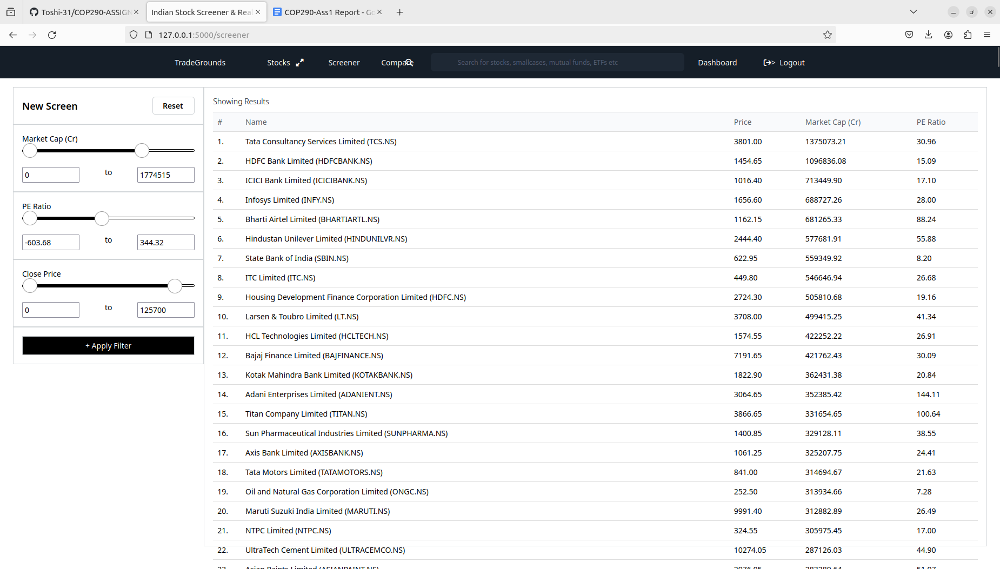 Toshi-31/COP290-ASSIGN
Indian Stock Screener & Real
COP290-Ass1 Report - Go
127.0.0.1:5000/screener
TradeGrounds
Stocks
Screener
Compare
Search for stocks, smallcases, mutual funds, ETFs etc
Dashboard
Logout
New Screen
Reset
Market Cap (Cr)
0 to 1774515
PE Ratio
-603.68 to 344.32
Close Price
0 to 125700
+ Apply Filter
Showing Results
# Name Price Market Cap (Cr) PE Ratio
1. Tata Consultancy Services Limited (TCS.NS) 3801.00 1375073.21 30.96
2. HDFC Bank Limited (HDFCBANK.NS) 1454.65 1096836.08 15.09
3. ICICI Bank Limited (ICICIBANK.NS) 1016.40 713449.90 17.10
4. Infosys Limited (INFY.NS) 1656.60 688727.26 28.00
5. Bharti Airtel Limited (BHARTIARTL.NS) 1162.15 681265.33 88.24
6. Hindustan Unilever Limited (HINDUNILVR.NS) 2444.40 577681.91 55.88
7. State Bank of India (SBIN.NS) 622.95 559349.92 8.20
8. ITC Limited (ITC.NS) 449.80 546646.94 26.68
9. Housing Development Finance Corporation Limited (HDFC.NS) 2724.30 505810.68 19.16
10. Larsen & Toubro Limited (LT.NS) 3708.00 499415.25 41.34
11. HCL Technologies Limited (HCLTECH.NS) 1574.55 422252.22 26.91
12. Bajaj Finance Limited (BAJFINANCE.NS) 7191.65 421762.43 30.09
13. Kotak Mahindra Bank Limited (KOTAKBANK.NS) 1822.90 362431.38 20.84
14. Adani Enterprises Limited (ADANIENT.NS) 3064.65 352385.42 144.11
15. Titan Company Limited (TITAN.NS) 3866.65 331654.65 100.64
16. Sun Pharmaceutical Industries Limited (SUNPHARMA.NS) 1400.85 329128.11 38.55
17. Axis Bank Limited (AXISBANK.NS) 1061.25 325207.75 24.41
18. Tata Motors Limited (TATAMOTORS.NS) 841.00 314694.67 21.63
19. Oil and Natural Gas Corporation Limited (ONGC.NS) 252.50 313934.66 7.28
20. Maruti Suzuki India Limited (MARUTI.NS) 9991.40 312882.89 26.49
21. NTPC Limited (NTPC.NS) 324.55 305975.45 17.00
22. UltraTech Cement Limited (ULTRACEMCO.NS) 10274.05 287126.03 44.90
Asian Paints Limited (ASIANPAINT.NS)